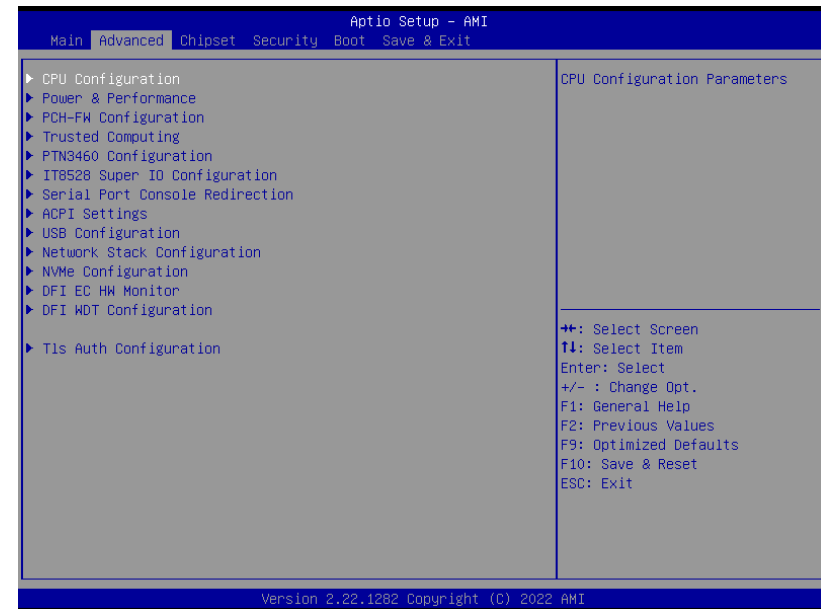 Aptio Setup – AMI
Main Advanced Chipset Security Boot Save & Exit
▶ CPU Configuration
▶ Power & Performance
▶ PCH-FW Configuration
▶ Trusted Computing
▶ PTN3460 Configuration
▶ IT8528 Super IO Configuration
▶ Serial Port Console Redirection
▶ ACPI Settings
▶ USB Configuration
▶ Network Stack Configuration
▶ NVMe Configuration
▶ DFI EC HW Monitor
▶ DFI WDT Configuration
▶ Tls Auth Configuration
CPU Configuration Parameters
→←: Select Screen
↑↓: Select Item
Enter: Select
+/- : Change Opt.
F1: General Help
F2: Previous Values
F9: Optimized Defaults
F10: Save & Reset
ESC: Exit
Version 2.22.1282 Copyright (C) 2022 AMI